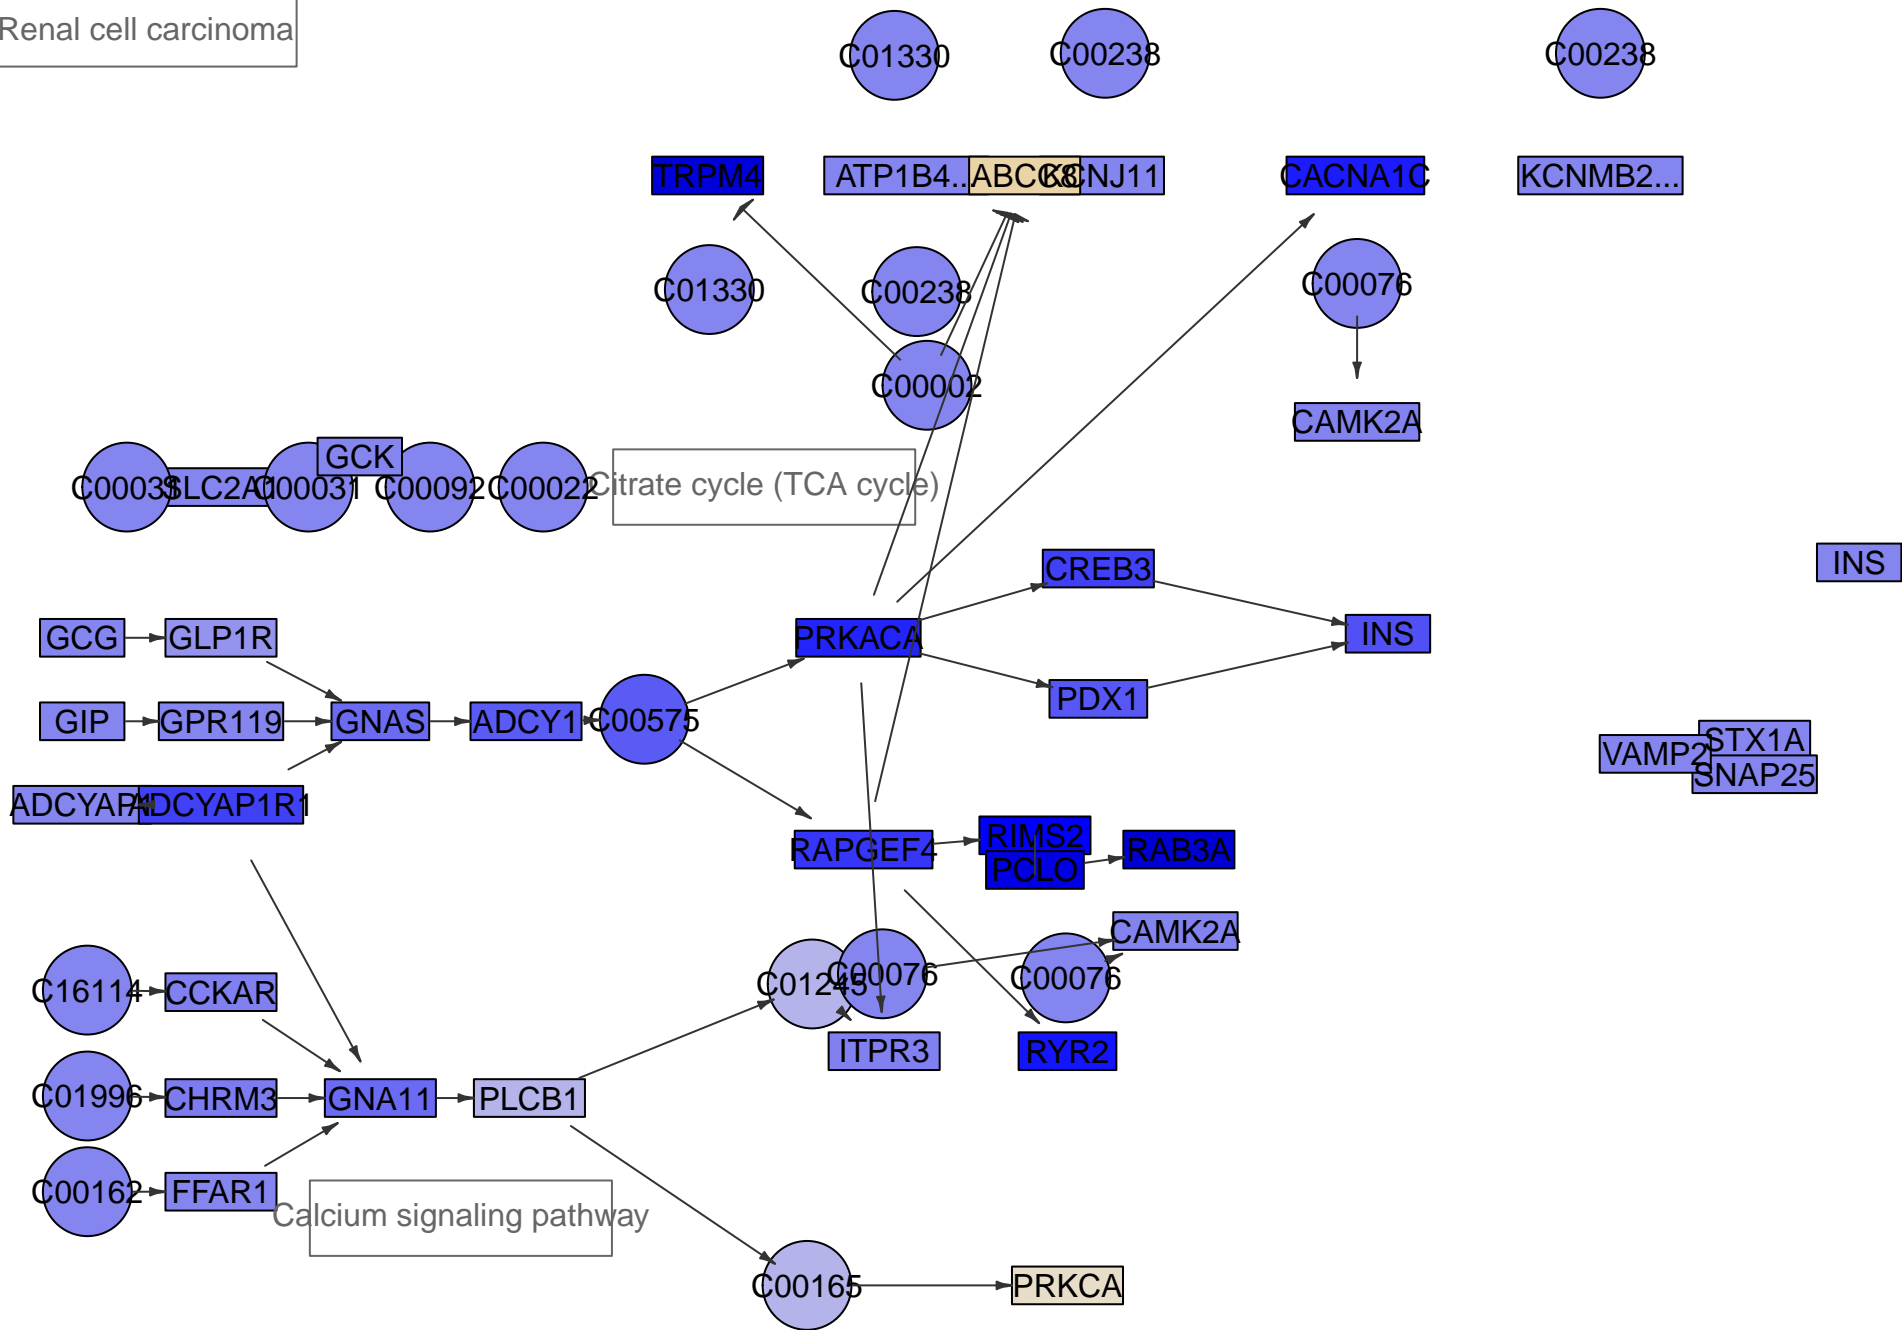 Renal cell carcinoma
C01330
C00238
C00238
TRPM4
ATP1B4...
ABCC8
KCNJ11
CACNA1C
KCNMB2...
C01330
C00238
C00076
C00002
CAMK2A
C00031
SLC2A1
C00031
GCK
C00092
C00022
Citrate cycle (TCA cycle)
CREB3
INS
GCG
GLP1R
PRKACA
INS
PDX1
GIP
GPR119
GNAS
ADCY1
C00575
VAMP2
STX1A
SNAP25
ADCYAP1
ADCYAP1R1
RAPGEF4
RIMS2
PCLO
RAB3A
CAMK2A
C16114
CCKAR
C01245
C00076
C00076
ITPR3
RYR2
C01996
CHRM3
GNA11
PLCB1
C00162
FFAR1
Calcium signaling pathway
C00165
PRKCA